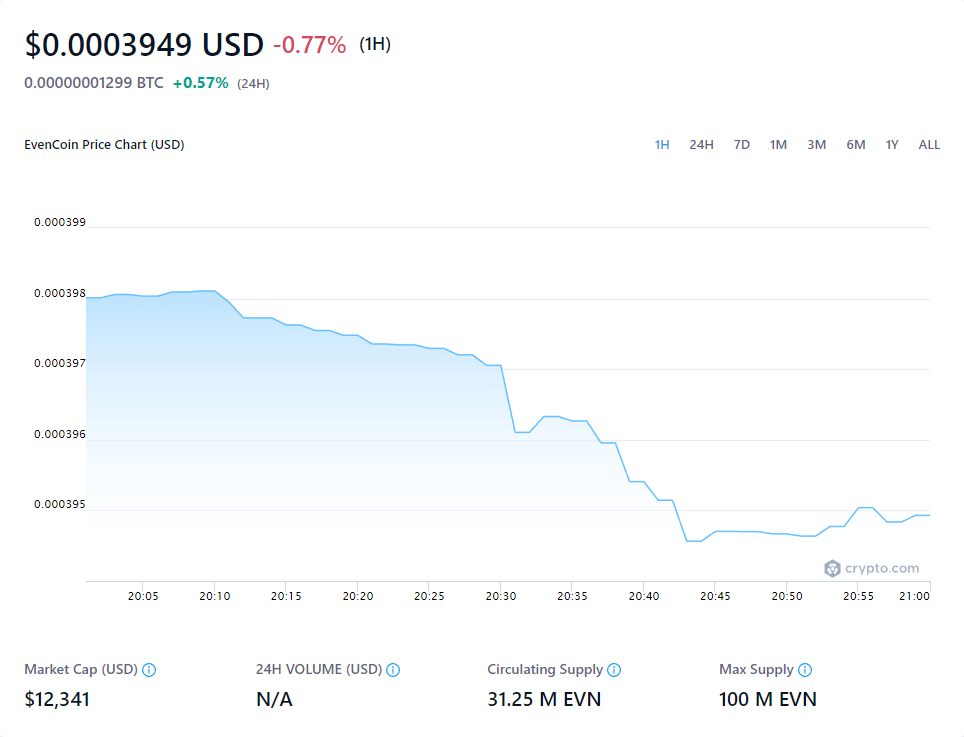 $0.0003949 USD -0.77% (1H)
0.00000001299 BTC +0.57% (24H)
EvenCoin Price Chart (USD) 1H 24H 7D 1M 3M 6M 1Y ALL
0.000399
0.000398
0.000397
0.000396
0.000395
crypto.com
20:05 20:10 20:15 20:20 20:25 20:30 20:35 20:40 20:45 20:50 20:55 21:00
Market Cap (USD) 24H VOLUME (USD) Circulating Supply Max Supply
$12,341 N/A 31.25 M EVN 100 M EVN